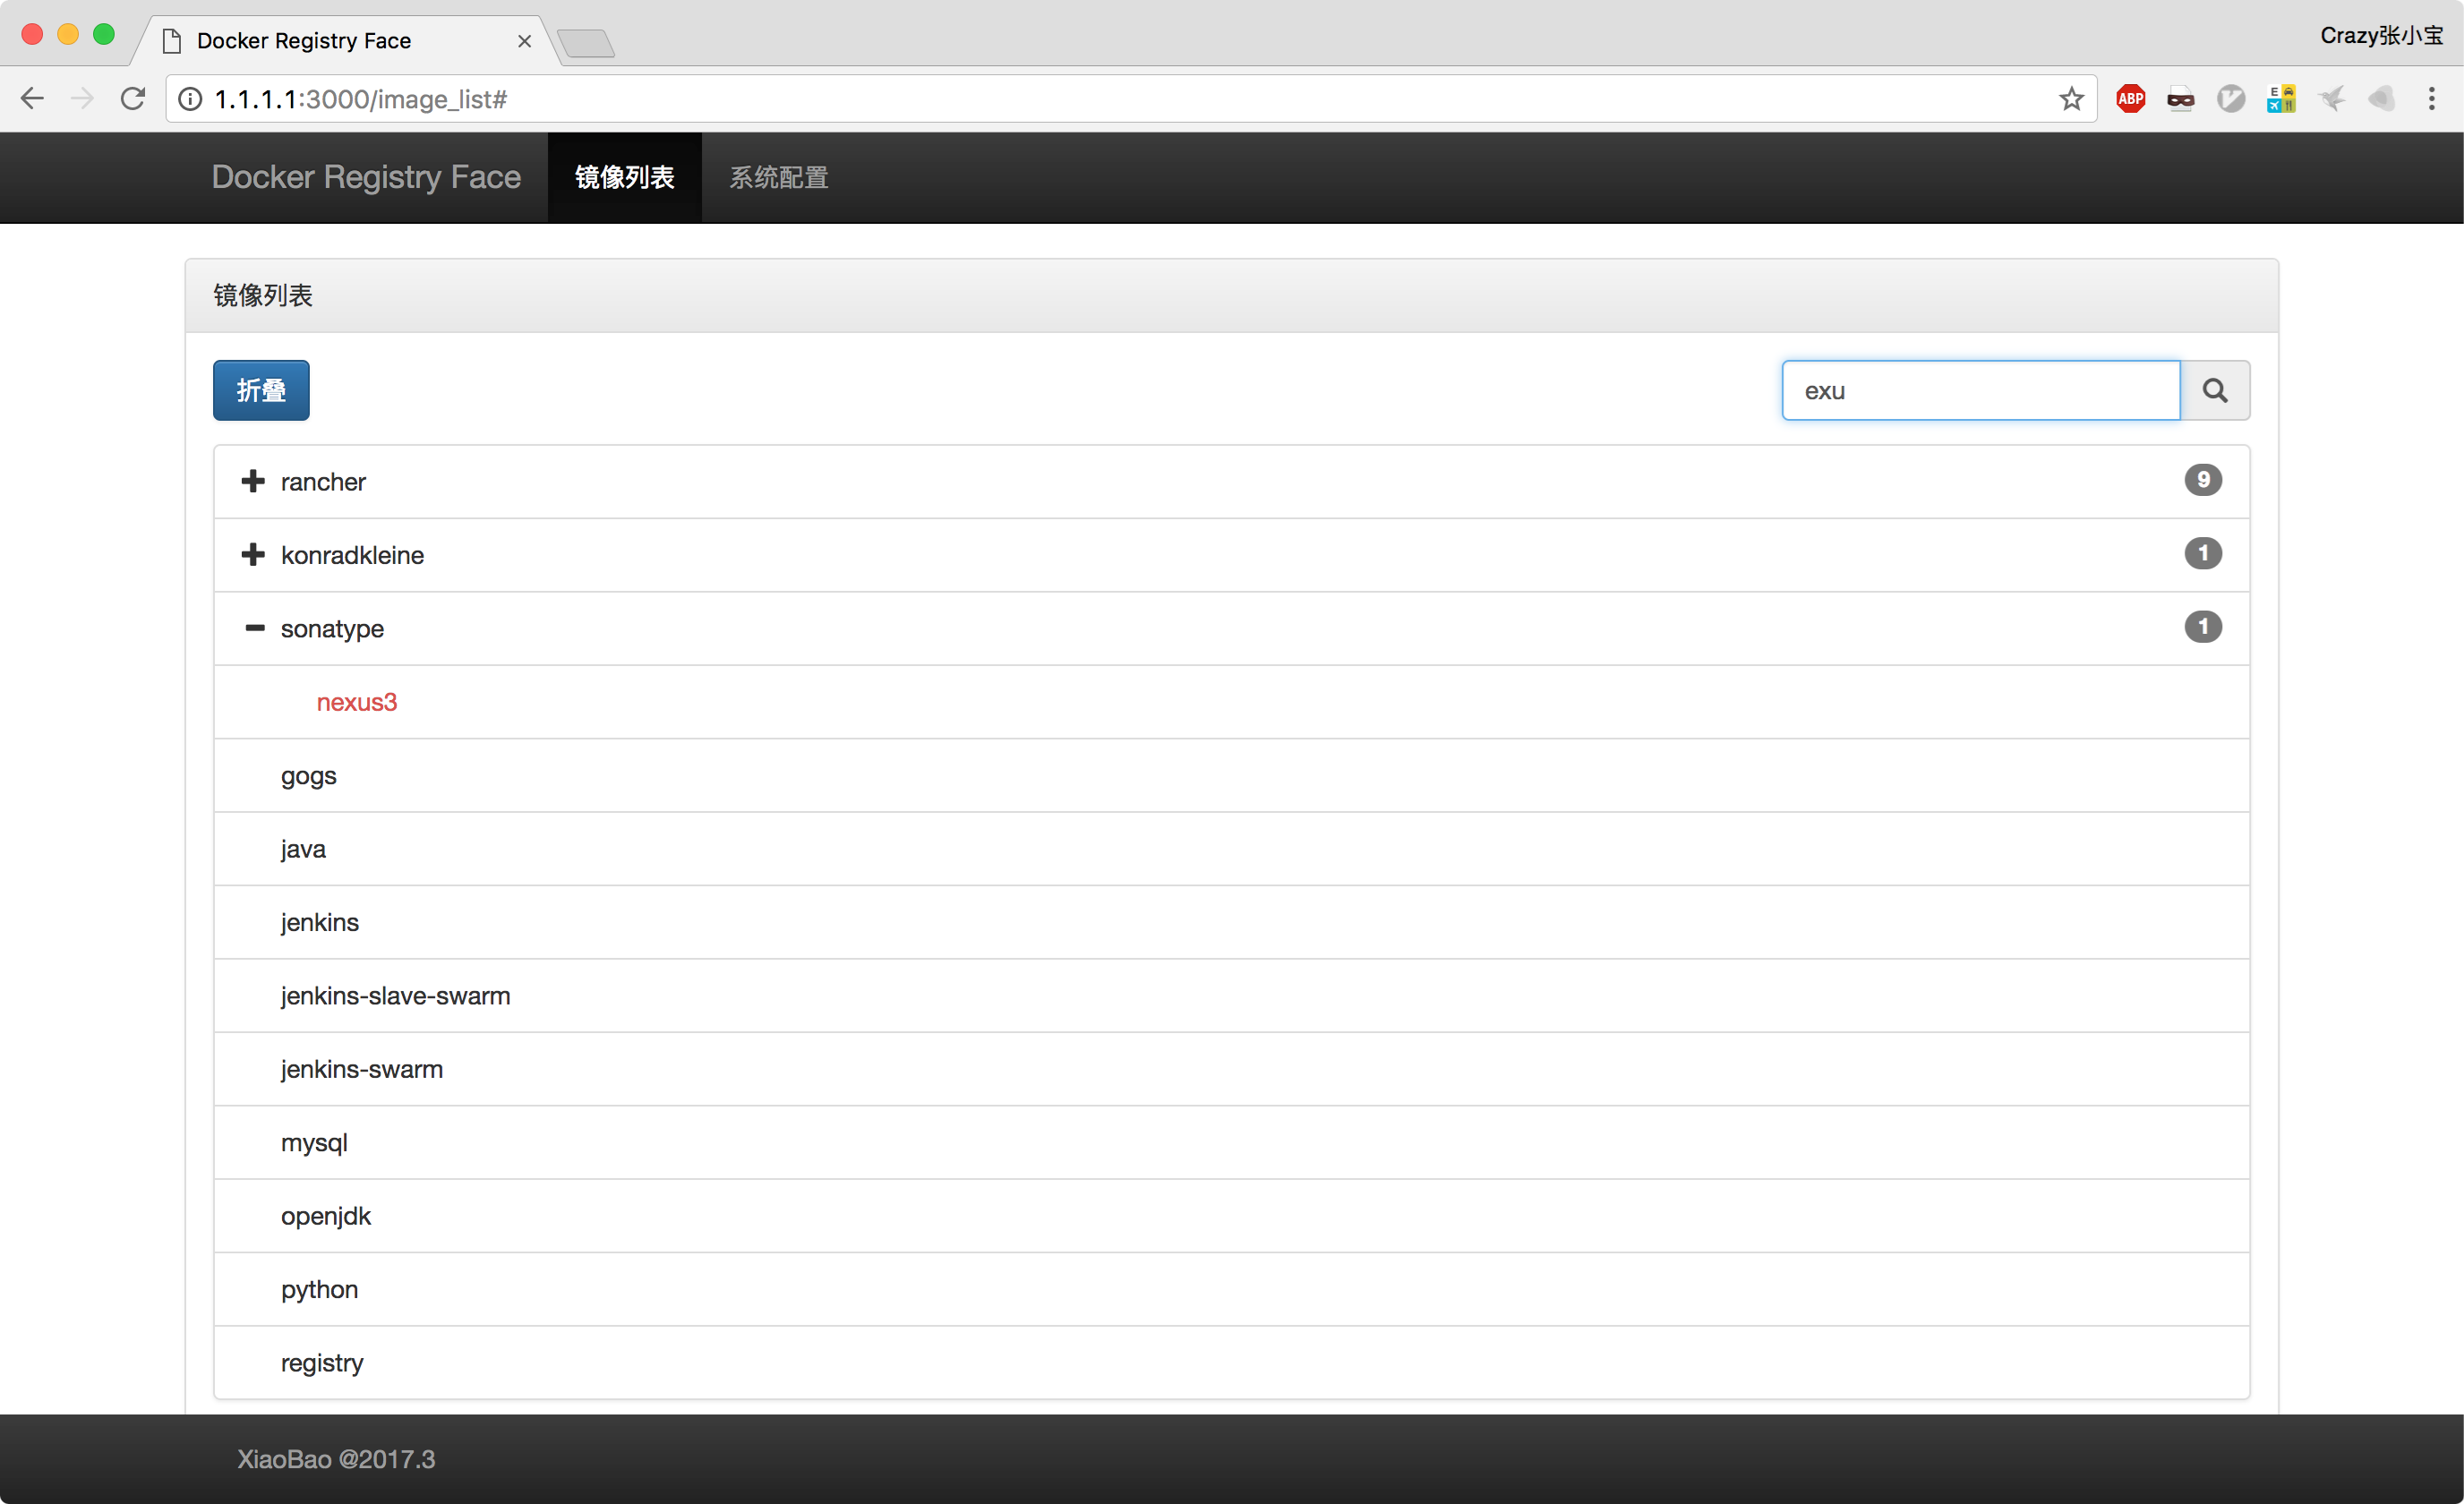 Docker Registry Face
Crazy张小宝
1.1.1.1:3000/image_list#
ABP
E
Docker Registry Face 镜像列表 系统配置
镜像列表
折叠 exu
rancher 9
konradkleine 1
sonatype 1
nexus3
gogs
java
jenkins
jenkins-slave-swarm
jenkins-swarm
mysql
openjdk
python
registry
XiaoBao @2017.3